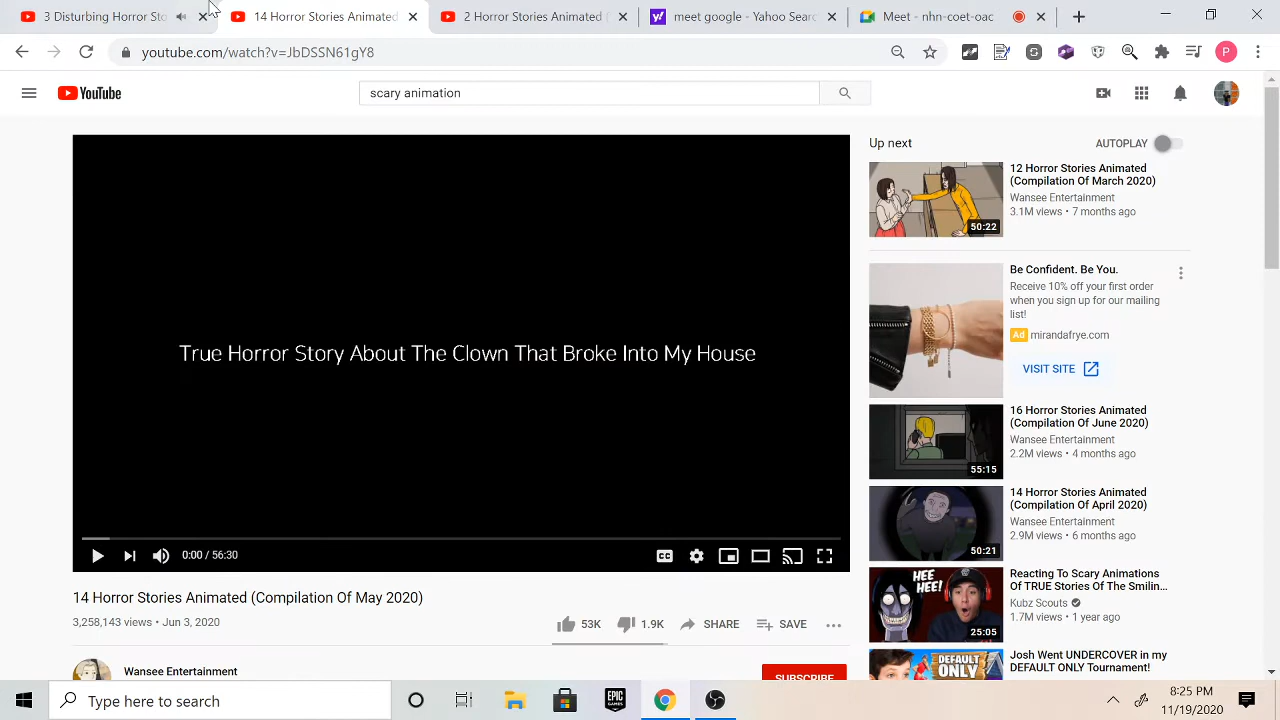 3 Disturbing Horror Sto
14 Horror Stories Animated
2 Horror Stories Animated
meet google - Yahoo Sear
Meet - nhn-coet-oac
youtube.com/watch?v=JbDSSN61gY8
P
YouTube
scary animation
True Horror Story About The Clown That Broke Into My House
0:00 / 56:30
CC
14 Horror Stories Animated (Compilation Of May 2020)
3,258,143 views • Jun 3, 2020
53K
1.9K
SHARE
SAVE
Wansee Entertainment
SUBSCRIBE
Up next
AUTOPLAY
50:22
12 Horror Stories Animated
(Compilation Of March 2020)
Wansee Entertainment
3.1M views • 7 months ago
Be Confident. Be You.
Receive 10% off your first order
when you sign up for our mailing
list!
Ad mirandafrye.com
VISIT SITE
55:15
16 Horror Stories Animated
(Compilation Of June 2020)
Wansee Entertainment
2.2M views • 4 months ago
50:21
14 Horror Stories Animated
(Compilation Of April 2020)
Wansee Entertainment
2.9M views • 6 months ago
HEE
HEE!
25:05
Reacting To Scary Animations
Of TRUE Stories Of The Smilin...
Kubz Scouts
1.7M views • 1 year ago
DEFAULT
ONLY
Josh Went UNDERCOVER in my
DEFAULT ONLY Tournament!
Type here to search
EPIC
GAMES
8:25 PM
11/19/2020